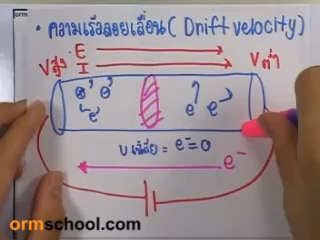 orm
• ความเร็วลอยเลื่อน ( Drift velocity )
E
I
Vสูง
Vต่ำ
⊕ ⊕
e⁻
e⁻ e⁻
v เฉลี่ย = e⁻ = 0
e⁻
ormschool.com